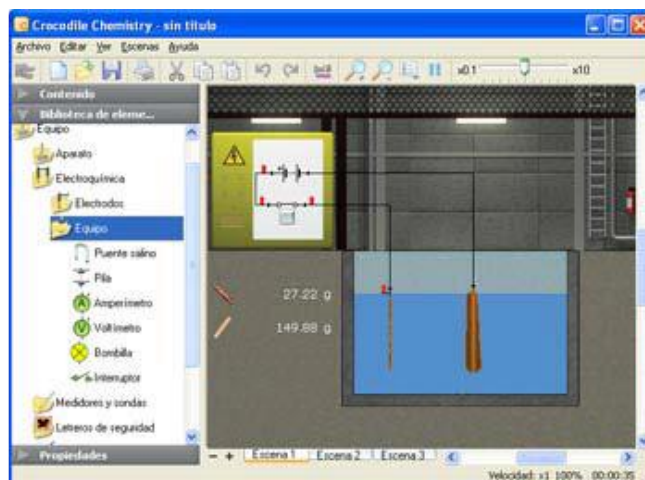 Crocodile Chemistry - sin título
Archivo Editar Ver Escenas Ayuda
x0.1 x10
Contenido
Biblioteca de eleme...
Equipo
Aparato
Electroquímica
Electrodos
Equipo
Puente salino
Pila
Amperímetro
Voltímetro
Bombilla
Interruptor
Medidores y sondas
Letreros de seguridad
Propiedades
27.22 g
149.88 g
Escena 1 Escena 2 Escena 3
Velocidad: x1 100% 00:00:35